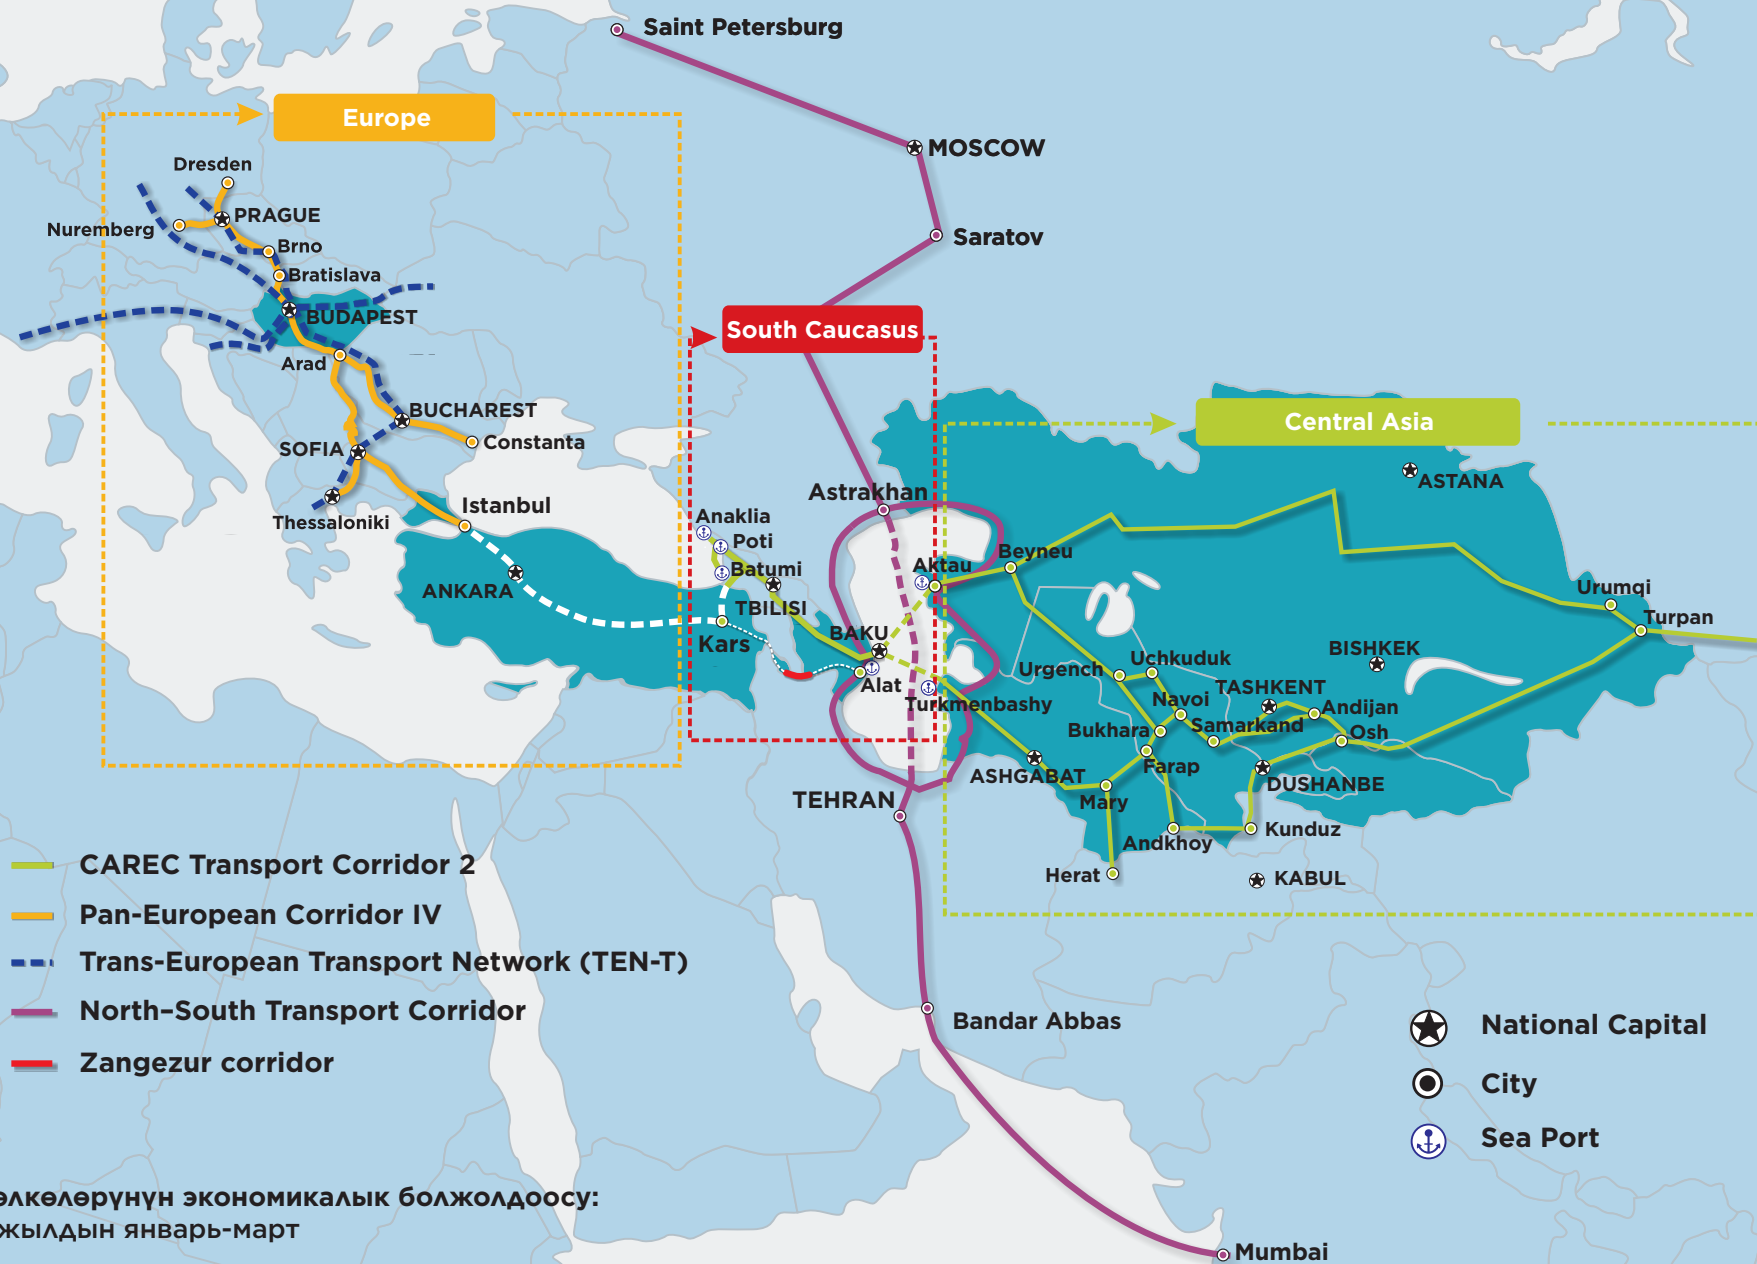 Saint Petersburg
MOSCOW
Saratov
Europe
Dresden
PRAGUE
Nuremberg
Brno
Bratislava
BUDAPEST
Arad
BUCHAREST
Constanta
SOFIA
Thessaloniki
Istanbul
ANKARA
South Caucasus
Astrakhan
Anaklia
Poti
Batumi
TBILISI
Kars
BAKU
Alat
Aktau
Turkmenbashy
Central Asia
ASTANA
Beyneu
Urumqi
Turpan
BISHKEK
Urgench
Uchkuduk
TASHKENT
Navoi
Andijan
Samarkand
Bukhara
Osh
Farap
ASHGABAT
DUSHANBE
Mary
Andkhoy
Kunduz
Herat
KABUL
TEHRAN
Bandar Abbas
Mumbai
CAREC Transport Corridor 2
Pan-European Corridor IV
Trans-European Transport Network (TEN-T)
North–South Transport Corridor
Zangezur corridor
National Capital
City
Sea Port
өлкөлөрүнүн экономикалык болжолдоосу:
жылдын январь-март